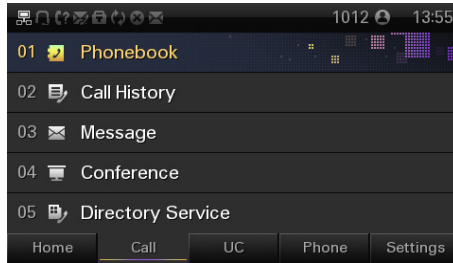 1012 13:55
01 Phonebook
02 Call History
03 Message
04 Conference
05 Directory Service
Home Call UC Phone Settings